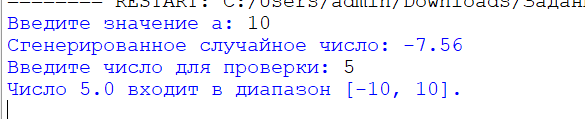 ======== RESTART: C:/Users/admin/Downloads/Задани
Введите значение a: 10
Сгенерированное случайное число: -7.56
Введите число для проверки: 5
Число 5.0 входит в диапазон [-10, 10].